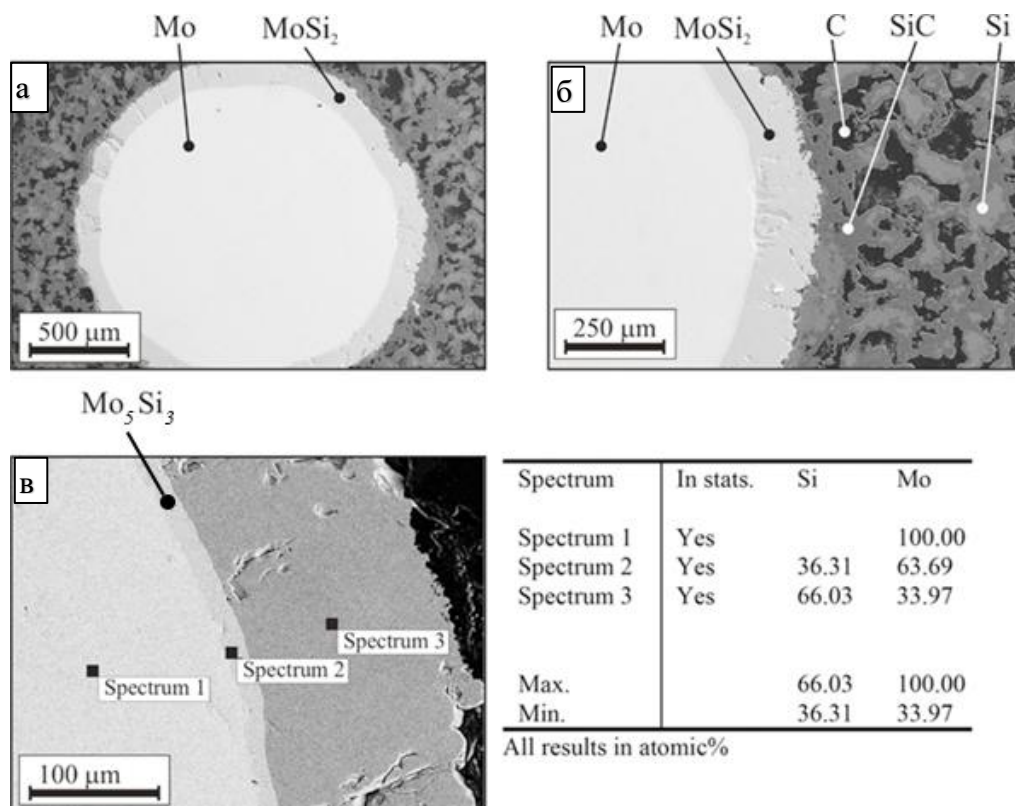 Mo MoSi2
а
500 µm
Mo MoSi2 C SiC Si
б
250 µm
Mo5Si3
в
Spectrum 1
Spectrum 2
Spectrum 3
100 µm
Spectrum In stats. Si Mo
Spectrum 1 Yes 100.00
Spectrum 2 Yes 36.31 63.69
Spectrum 3 Yes 66.03 33.97
Max. 66.03 100.00
Min. 36.31 33.97
All results in atomic%